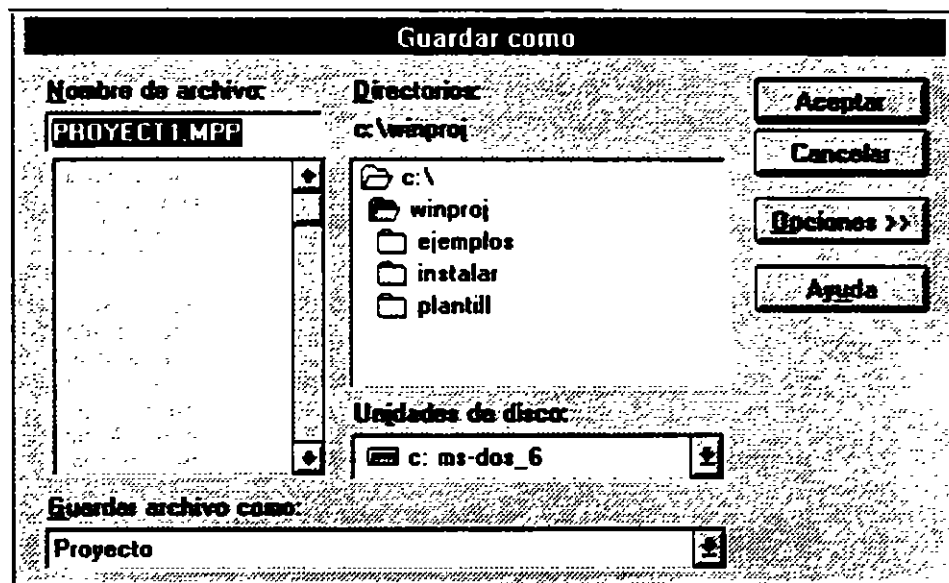 Guardar como
Nombre de archivo:
PROYECT1.MPP
Directorios:
c:\winproj
c:\
winproj
ejemplos
instalar
plantill
Unidades de disco:
c: ms-dos_6
Guardar archivo como:
Proyecto
Aceptar
Cancelar
Opciones >>
Ayuda